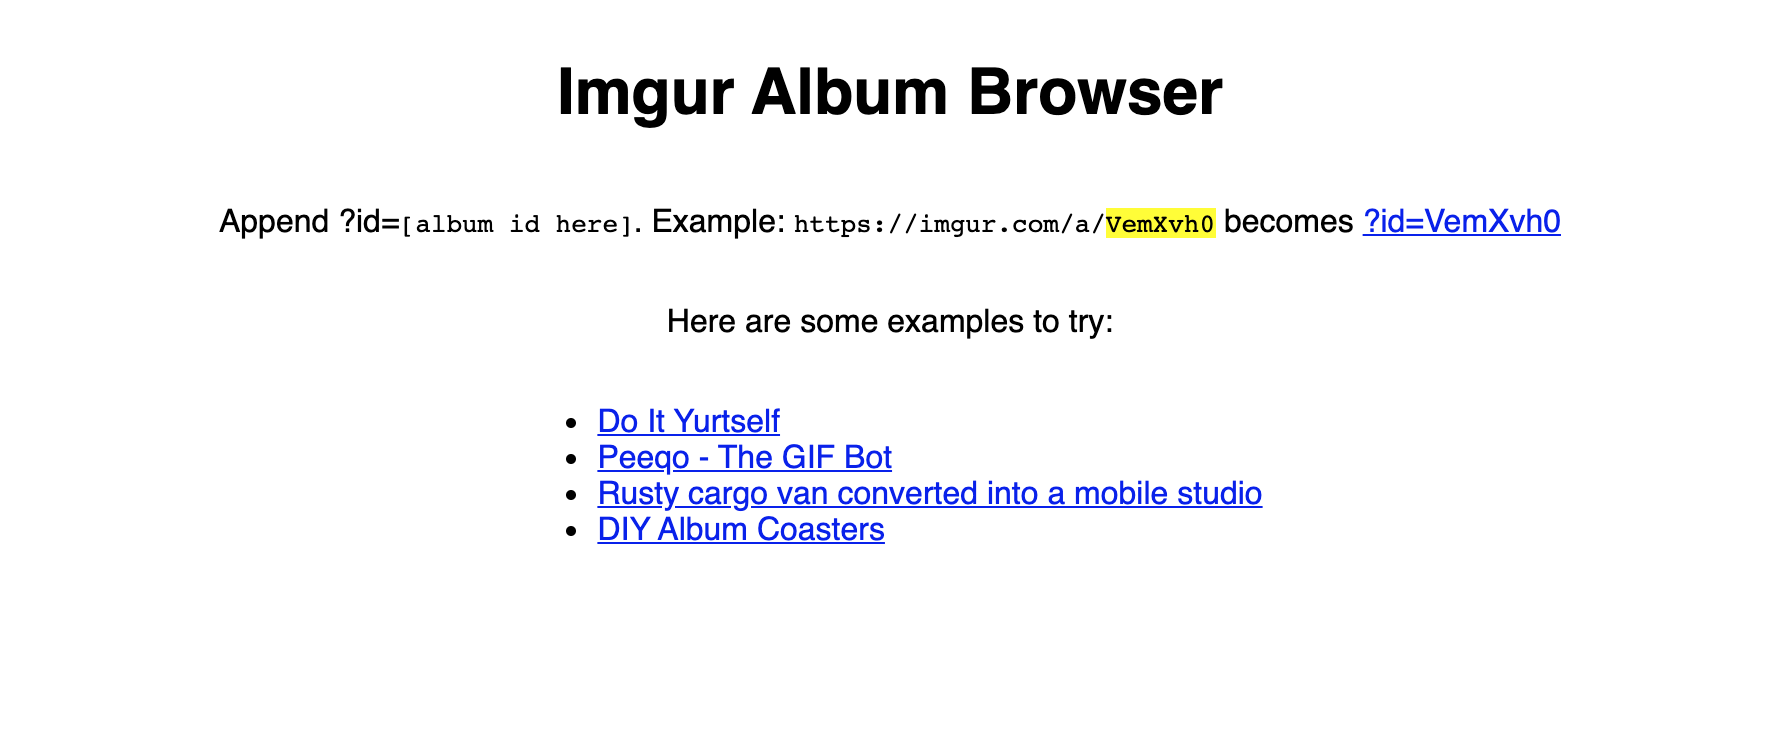 Imgur Album Browser
Append ?id=[album id here]. Example: https://imgur.com/a/VemXvh0 becomes ?id=VemXvh0
Here are some examples to try:
• Do It Yurtself
• Peeqo - The GIF Bot
• Rusty cargo van converted into a mobile studio
• DIY Album Coasters